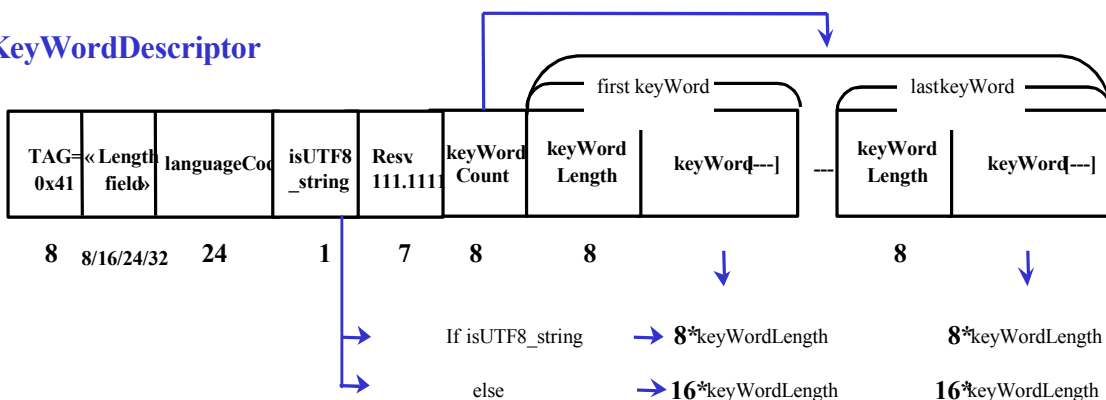 KeyWordDescriptor
first keyWord
lastkeyWord
TAG= « Length languageCod isUTF8 Resv. keyWord keyWord keyWord[---] --- keyWord keyWord[---]
0x41 field» _string 111.1111 Count Length Length
8 8/16/24/32 24 1 7 8 8 8
If isUTF8_string 8*keyWordLength 8*keyWordLength
else 16*keyWordLength 16*keyWordLength